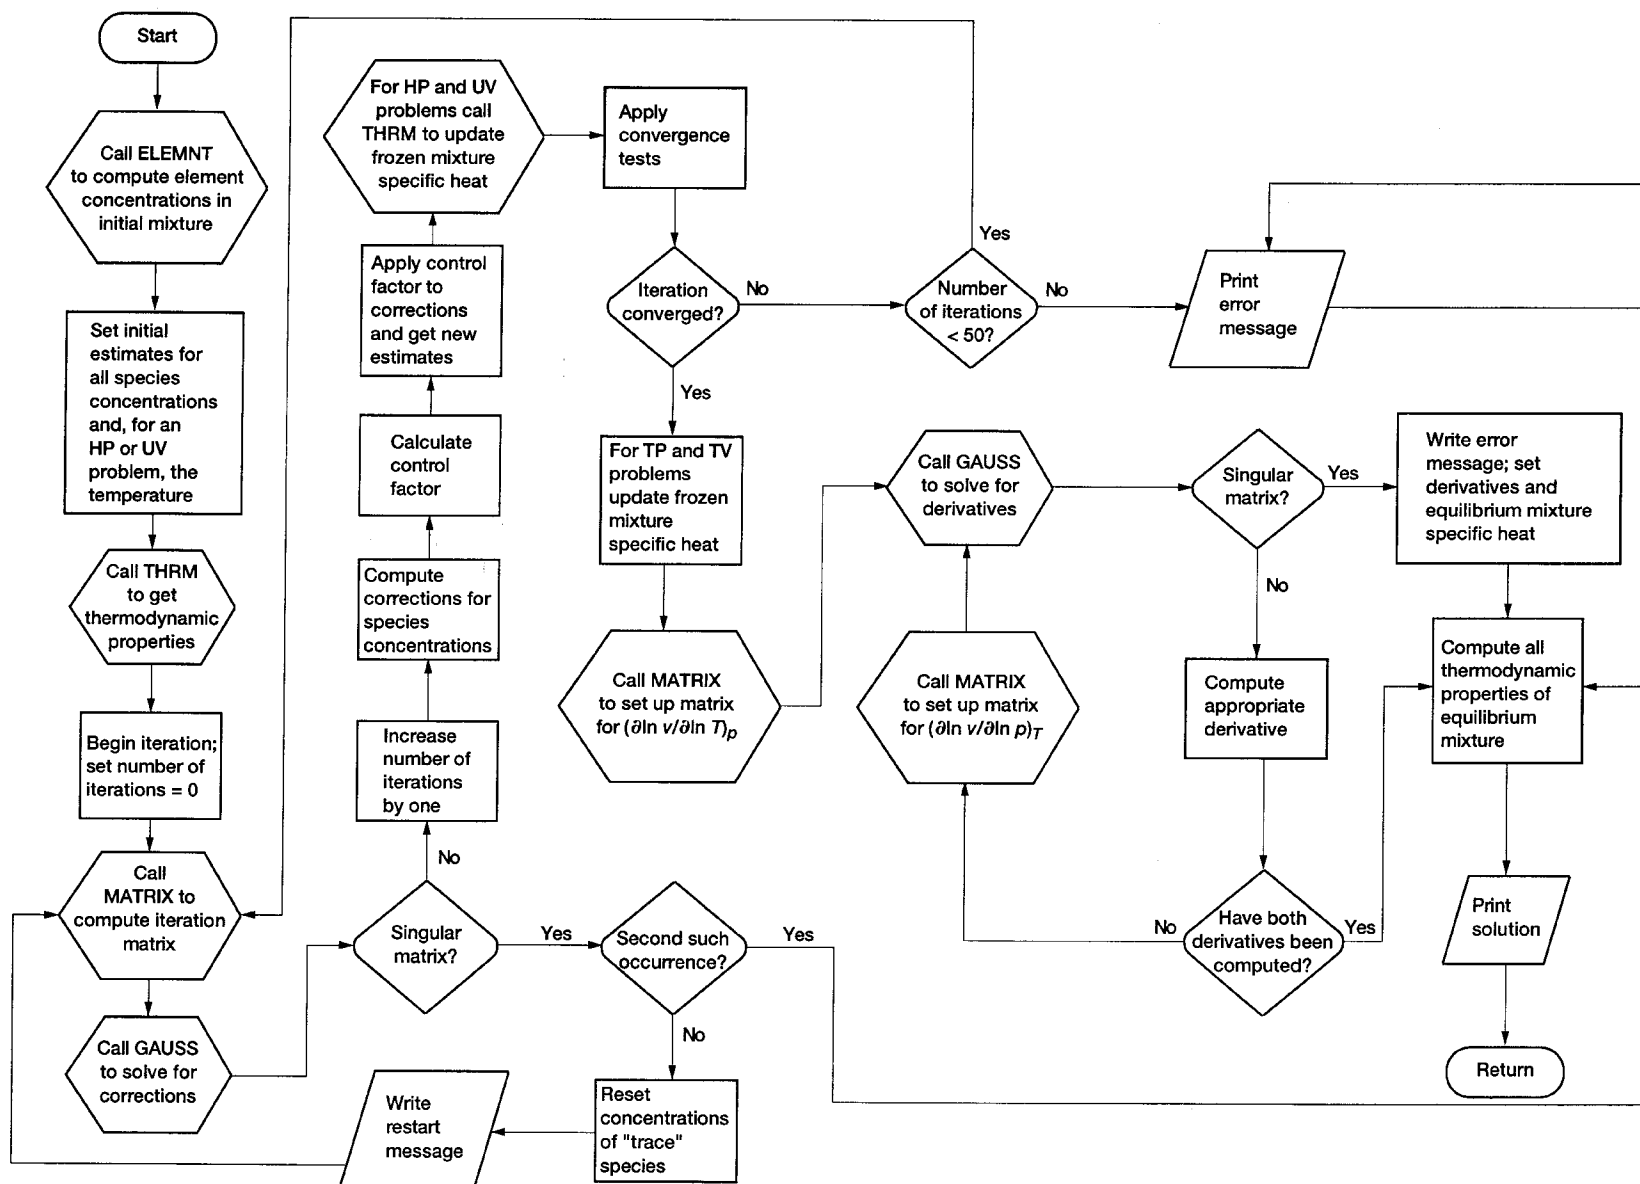 Start
Call ELEMNT
to compute element
concentrations in
initial mixture
Set initial
estimates for
all species
concentrations
and, for an
HP or UV
problem, the
temperature
Call THRM
to get
thermodynamic
properties
Begin iteration;
set number of
iterations = 0
Call
MATRIX to
compute iteration
matrix
Call GAUSS
to solve for
corrections
For HP and UV
problems call
THRM to update
frozen mixture
specific heat
Apply control
factor to
corrections
and get new
estimates
Calculate
control
factor
Compute
corrections for
species
concentrations
Increase
number of
iterations
by one
No
Singular
matrix?
Yes
Second such
occurrence?
Yes
No
Reset
concentrations
of "trace"
species
Write
restart
message
Apply
convergence
tests
Iteration
converged?
No
Yes
Number
of iterations
< 50?
Yes
No
Print
error
message
For TP and TV
problems
update frozen
mixture
specific heat
Call MATRIX
to set up matrix
for (∂ln v/∂ln T)p
Call GAUSS
to solve for
derivatives
Call MATRIX
to set up matrix
for (∂ln v/∂ln p)T
Singular
matrix?
Yes
No
Compute
appropriate
derivative
Have both
derivatives been
computed?
No
Yes
Write error
message; set
derivatives and
equilibrium mixture
specific heat
Compute all
thermodynamic
properties of
equilibrium
mixture
Print
solution
Return